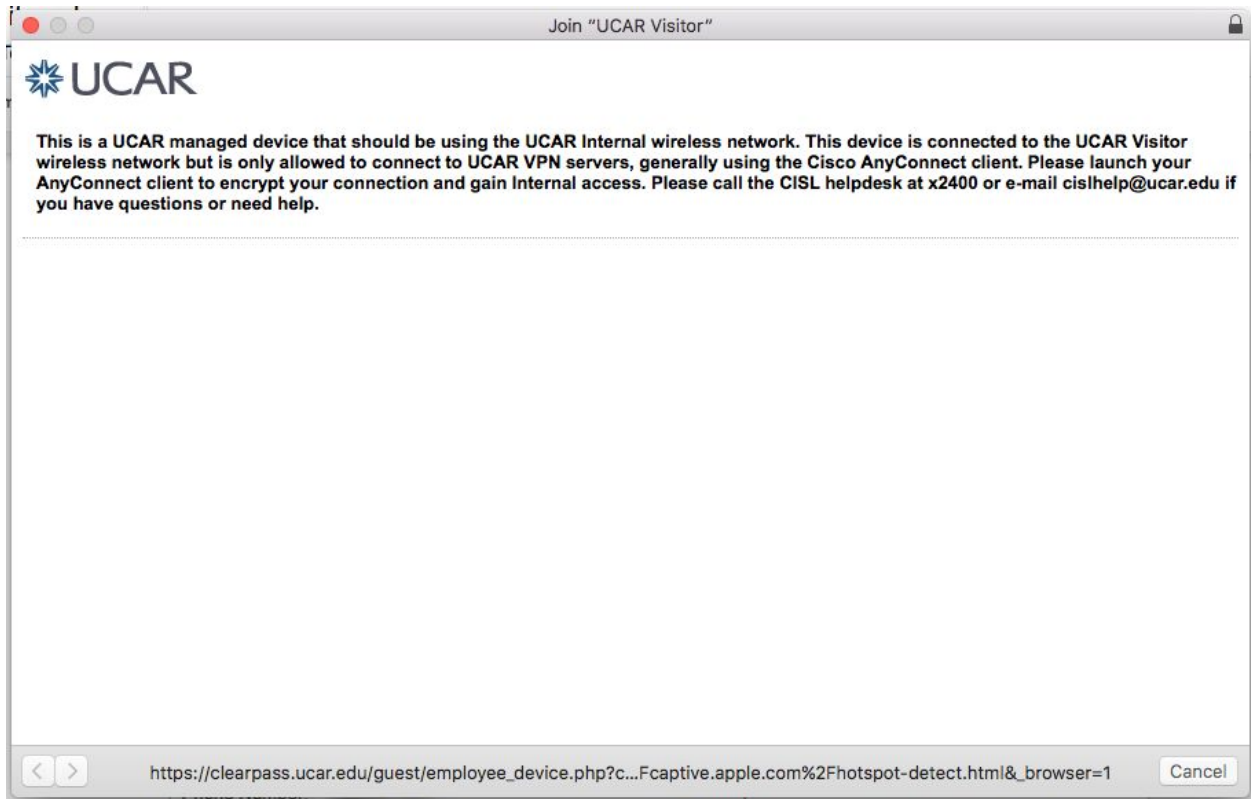 Join “UCAR Visitor”
UCAR
This is a UCAR managed device that should be using the UCAR Internal wireless network. This device is connected to the UCAR Visitor
wireless network but is only allowed to connect to UCAR VPN servers, generally using the Cisco AnyConnect client. Please launch your
AnyConnect client to encrypt your connection and gain Internal access. Please call the CISL helpdesk at x2400 or e-mail cislhelp@ucar.edu if
you have questions or need help.
https://clearpass.ucar.edu/guest/employee_device.php?c...Fcaptive.apple.com%2Fhotspot-detect.html&_browser=1
Cancel